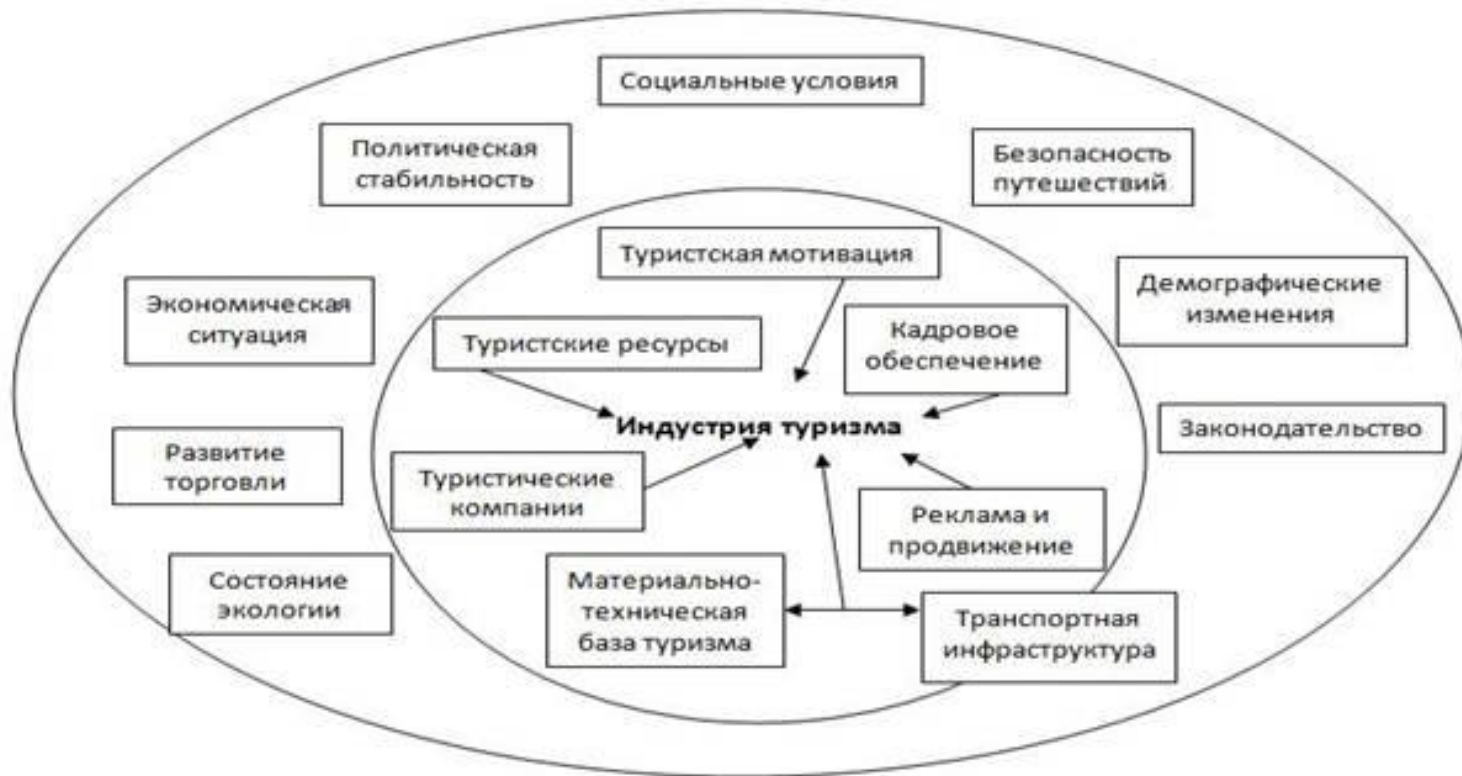 Социальные условия
Политическая
стабильность
Безопасность
путешествий
Туристская мотивация
Экономическая
ситуация
Демографические
изменения
Туристские ресурсы
Кадровое
обеспечение
Индустрия туризма
Законодательство
Развитие
торговли
Туристические
компании
Реклама и
продвижение
Состояние
экологии
Материально-
техническая
база туризма
Транспортная
инфраструктура